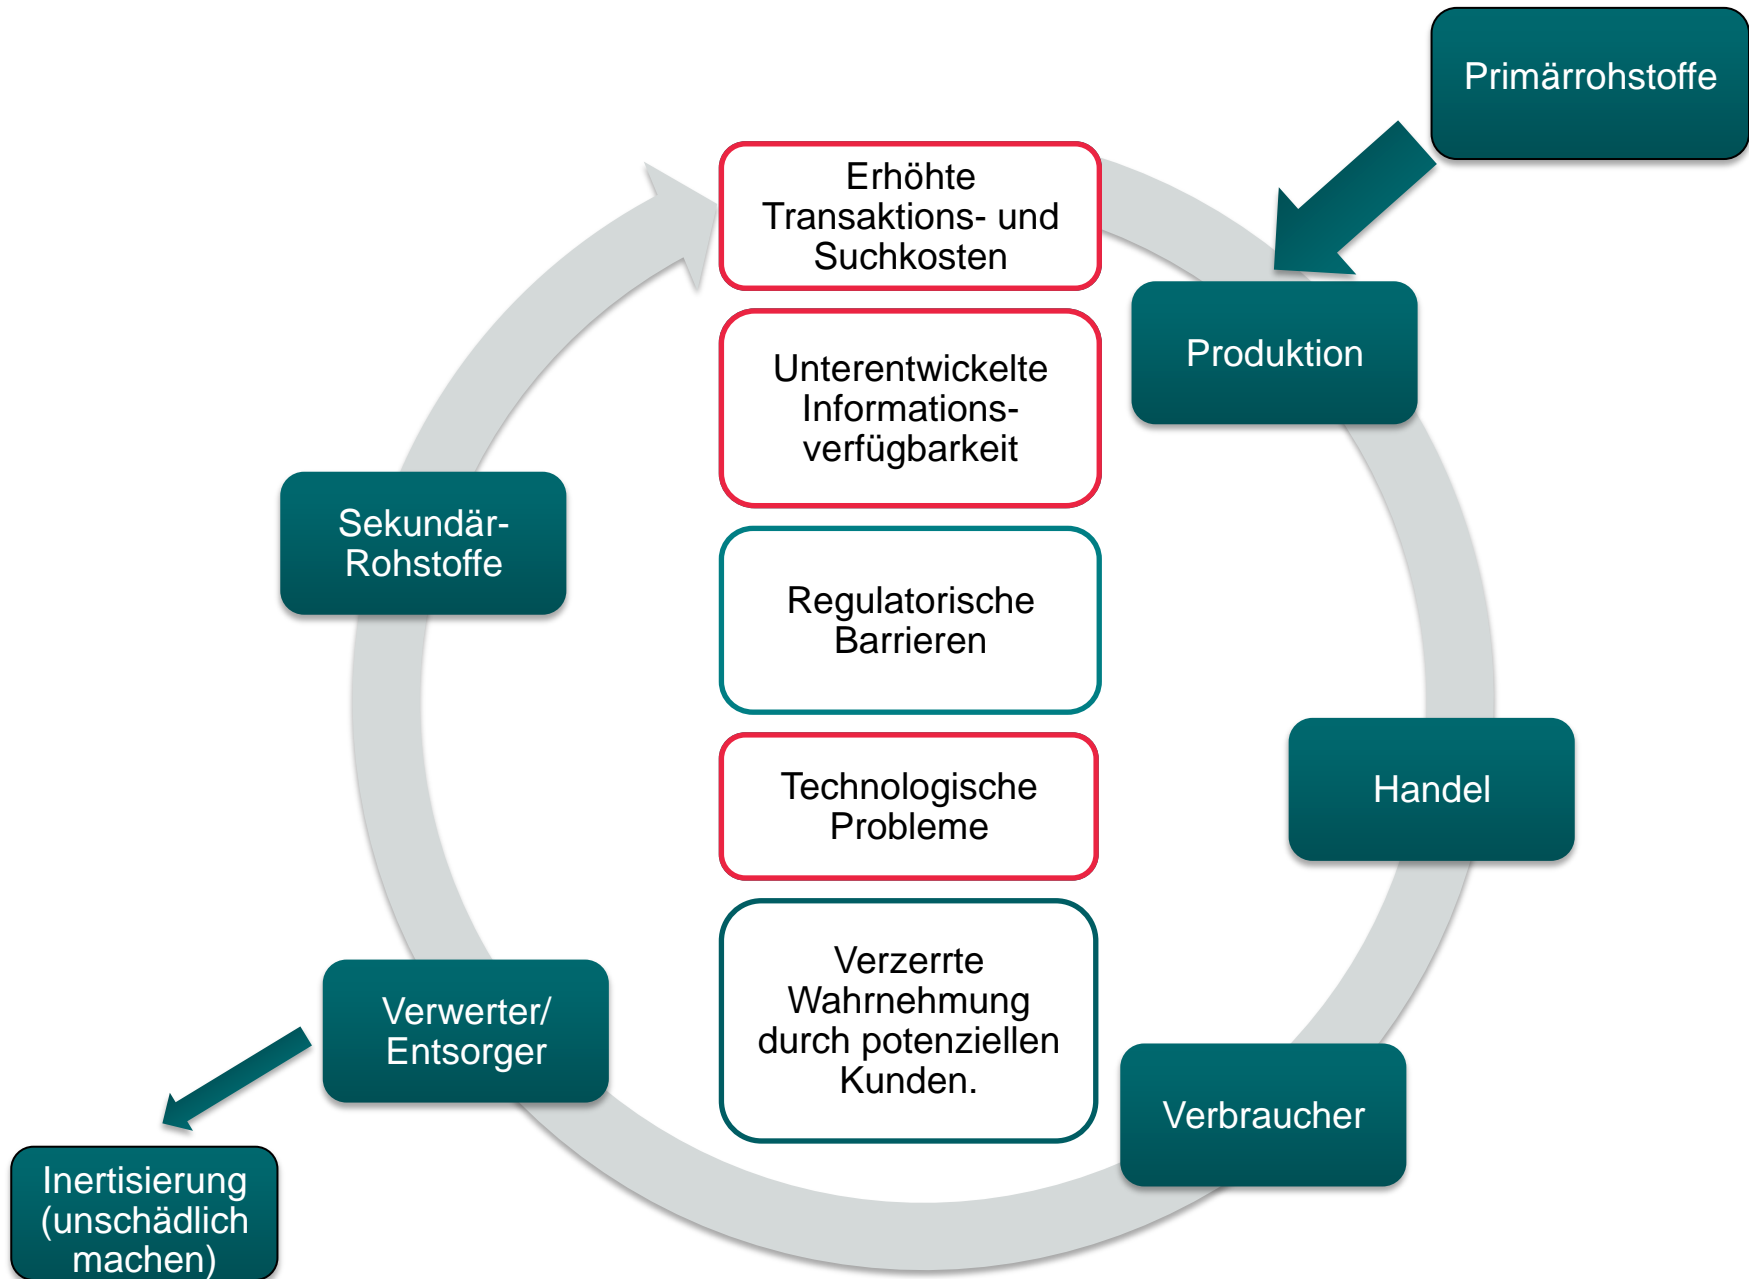 Primärrohstoffe
Erhöhte
Transaktions- und
Suchkosten
Unterentwickelte
Informations-
verfügbarkeit
Produktion
Sekundär-
Rohstoffe
Regulatorische
Barrieren
Technologische
Probleme
Handel
Verzerrte
Wahrnehmung
durch potenziellen
Kunden.
Verwerter/
Entsorger
Verbraucher
Inertisierung
(unschädlich
machen)